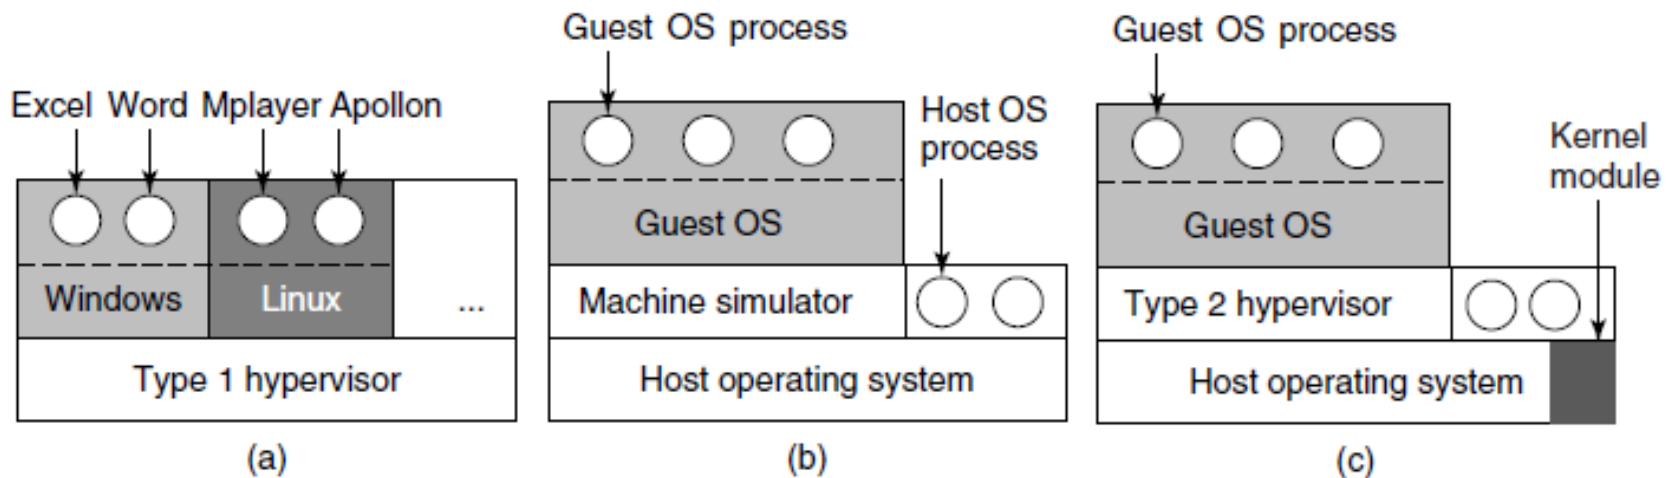 Excel Word Mplayer Apollon
Windows
Linux
...
Type 1 hypervisor
(a)
Guest OS process
Host OS
process
Guest OS
Machine simulator
Host operating system
(b)
Guest OS process
Kernel
module
Guest OS
Type 2 hypervisor
Host operating system
(c)